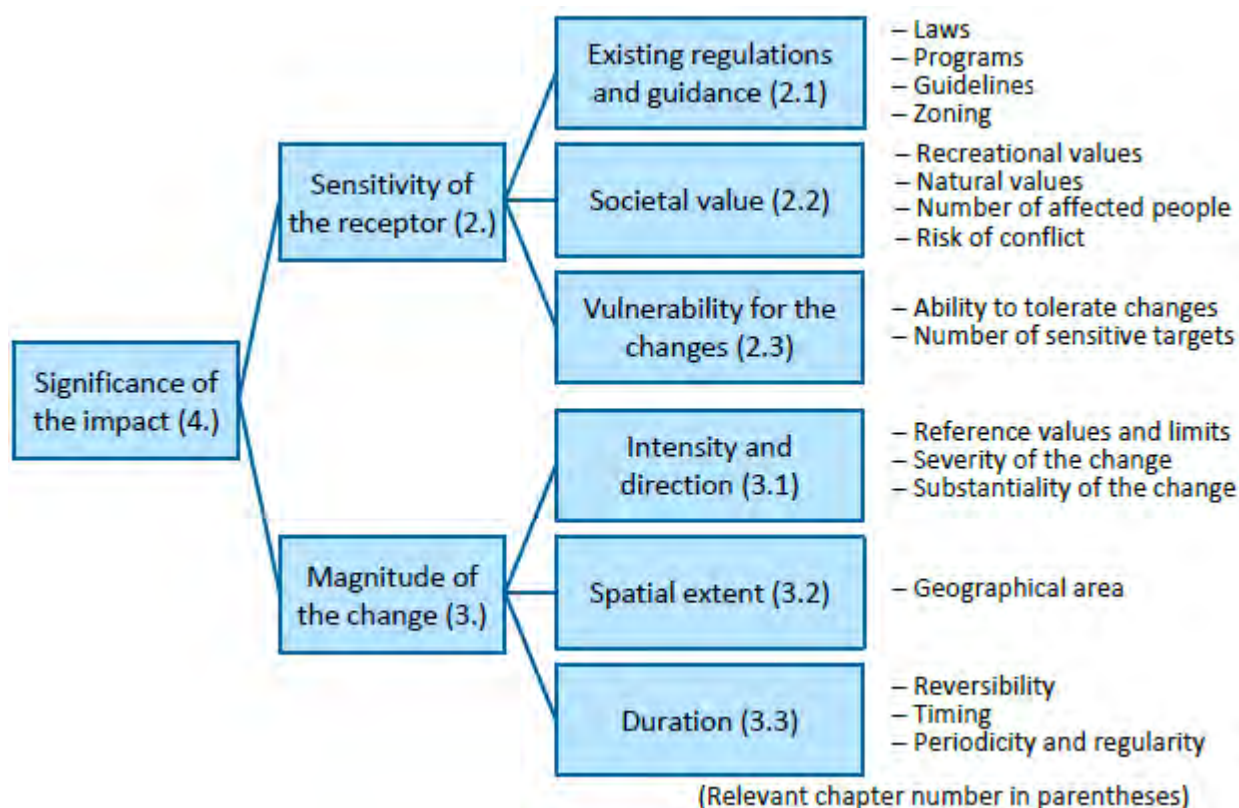 Significance of
the impact (4.)
Sensitivity of
the receptor (2.)
Existing regulations
and guidance (2.1)
– Laws
– Programs
– Guidelines
– Zoning
Societal value (2.2)
– Recreational values
– Natural values
– Number of affected people
– Risk of conflict
Vulnerability for the
changes (2.3)
– Ability to tolerate changes
– Number of sensitive targets
Magnitude of
the change (3.)
Intensity and
direction (3.1)
– Reference values and limits
– Severity of the change
– Substantiality of the change
Spatial extent (3.2)
– Geographical area
Duration (3.3)
– Reversibility
– Timing
– Periodicity and regularity
(Relevant chapter number in parentheses)